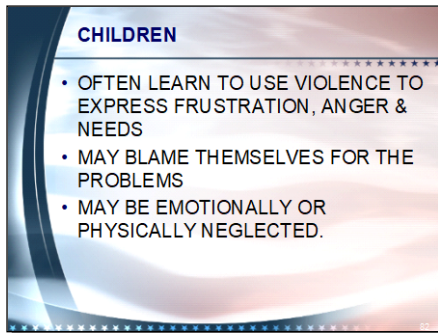 CHILDREN
• OFTEN LEARN TO USE VIOLENCE TO
EXPRESS FRUSTRATION, ANGER &
NEEDS
• MAY BLAME THEMSELVES FOR THE
PROBLEMS
• MAY BE EMOTIONALLY OR
PHYSICALLY NEGLECTED.